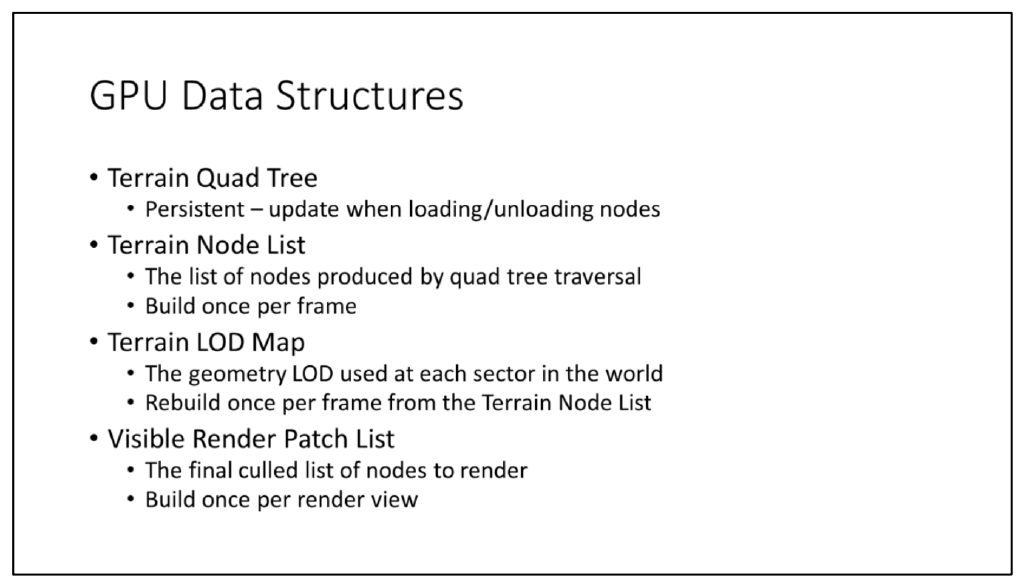 GPU Data Structures
• Terrain Quad Tree
• Persistent – update when loading/unloading nodes
• Terrain Node List
• The list of nodes produced by quad tree traversal
• Build once per frame
• Terrain LOD Map
• The geometry LOD used at each sector in the world
• Rebuild once per frame from the Terrain Node List
• Visible Render Patch List
• The final culled list of nodes to render
• Build once per render view